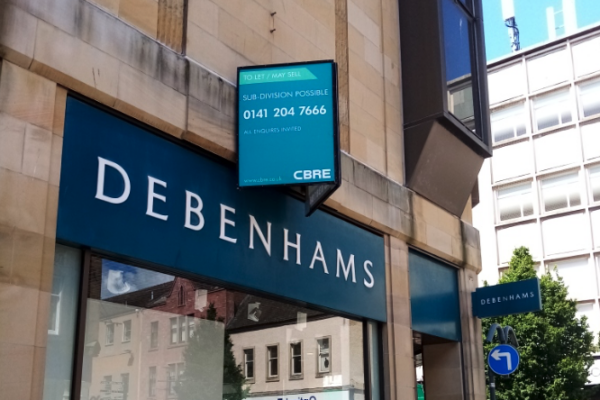 TO LET / MAY SELL
SUB-DIVISION POSSIBLE
0141 204 7666
ALL ENQUIRIES INVITED
CBRE
DEBENHAMS
DEBENHAMS